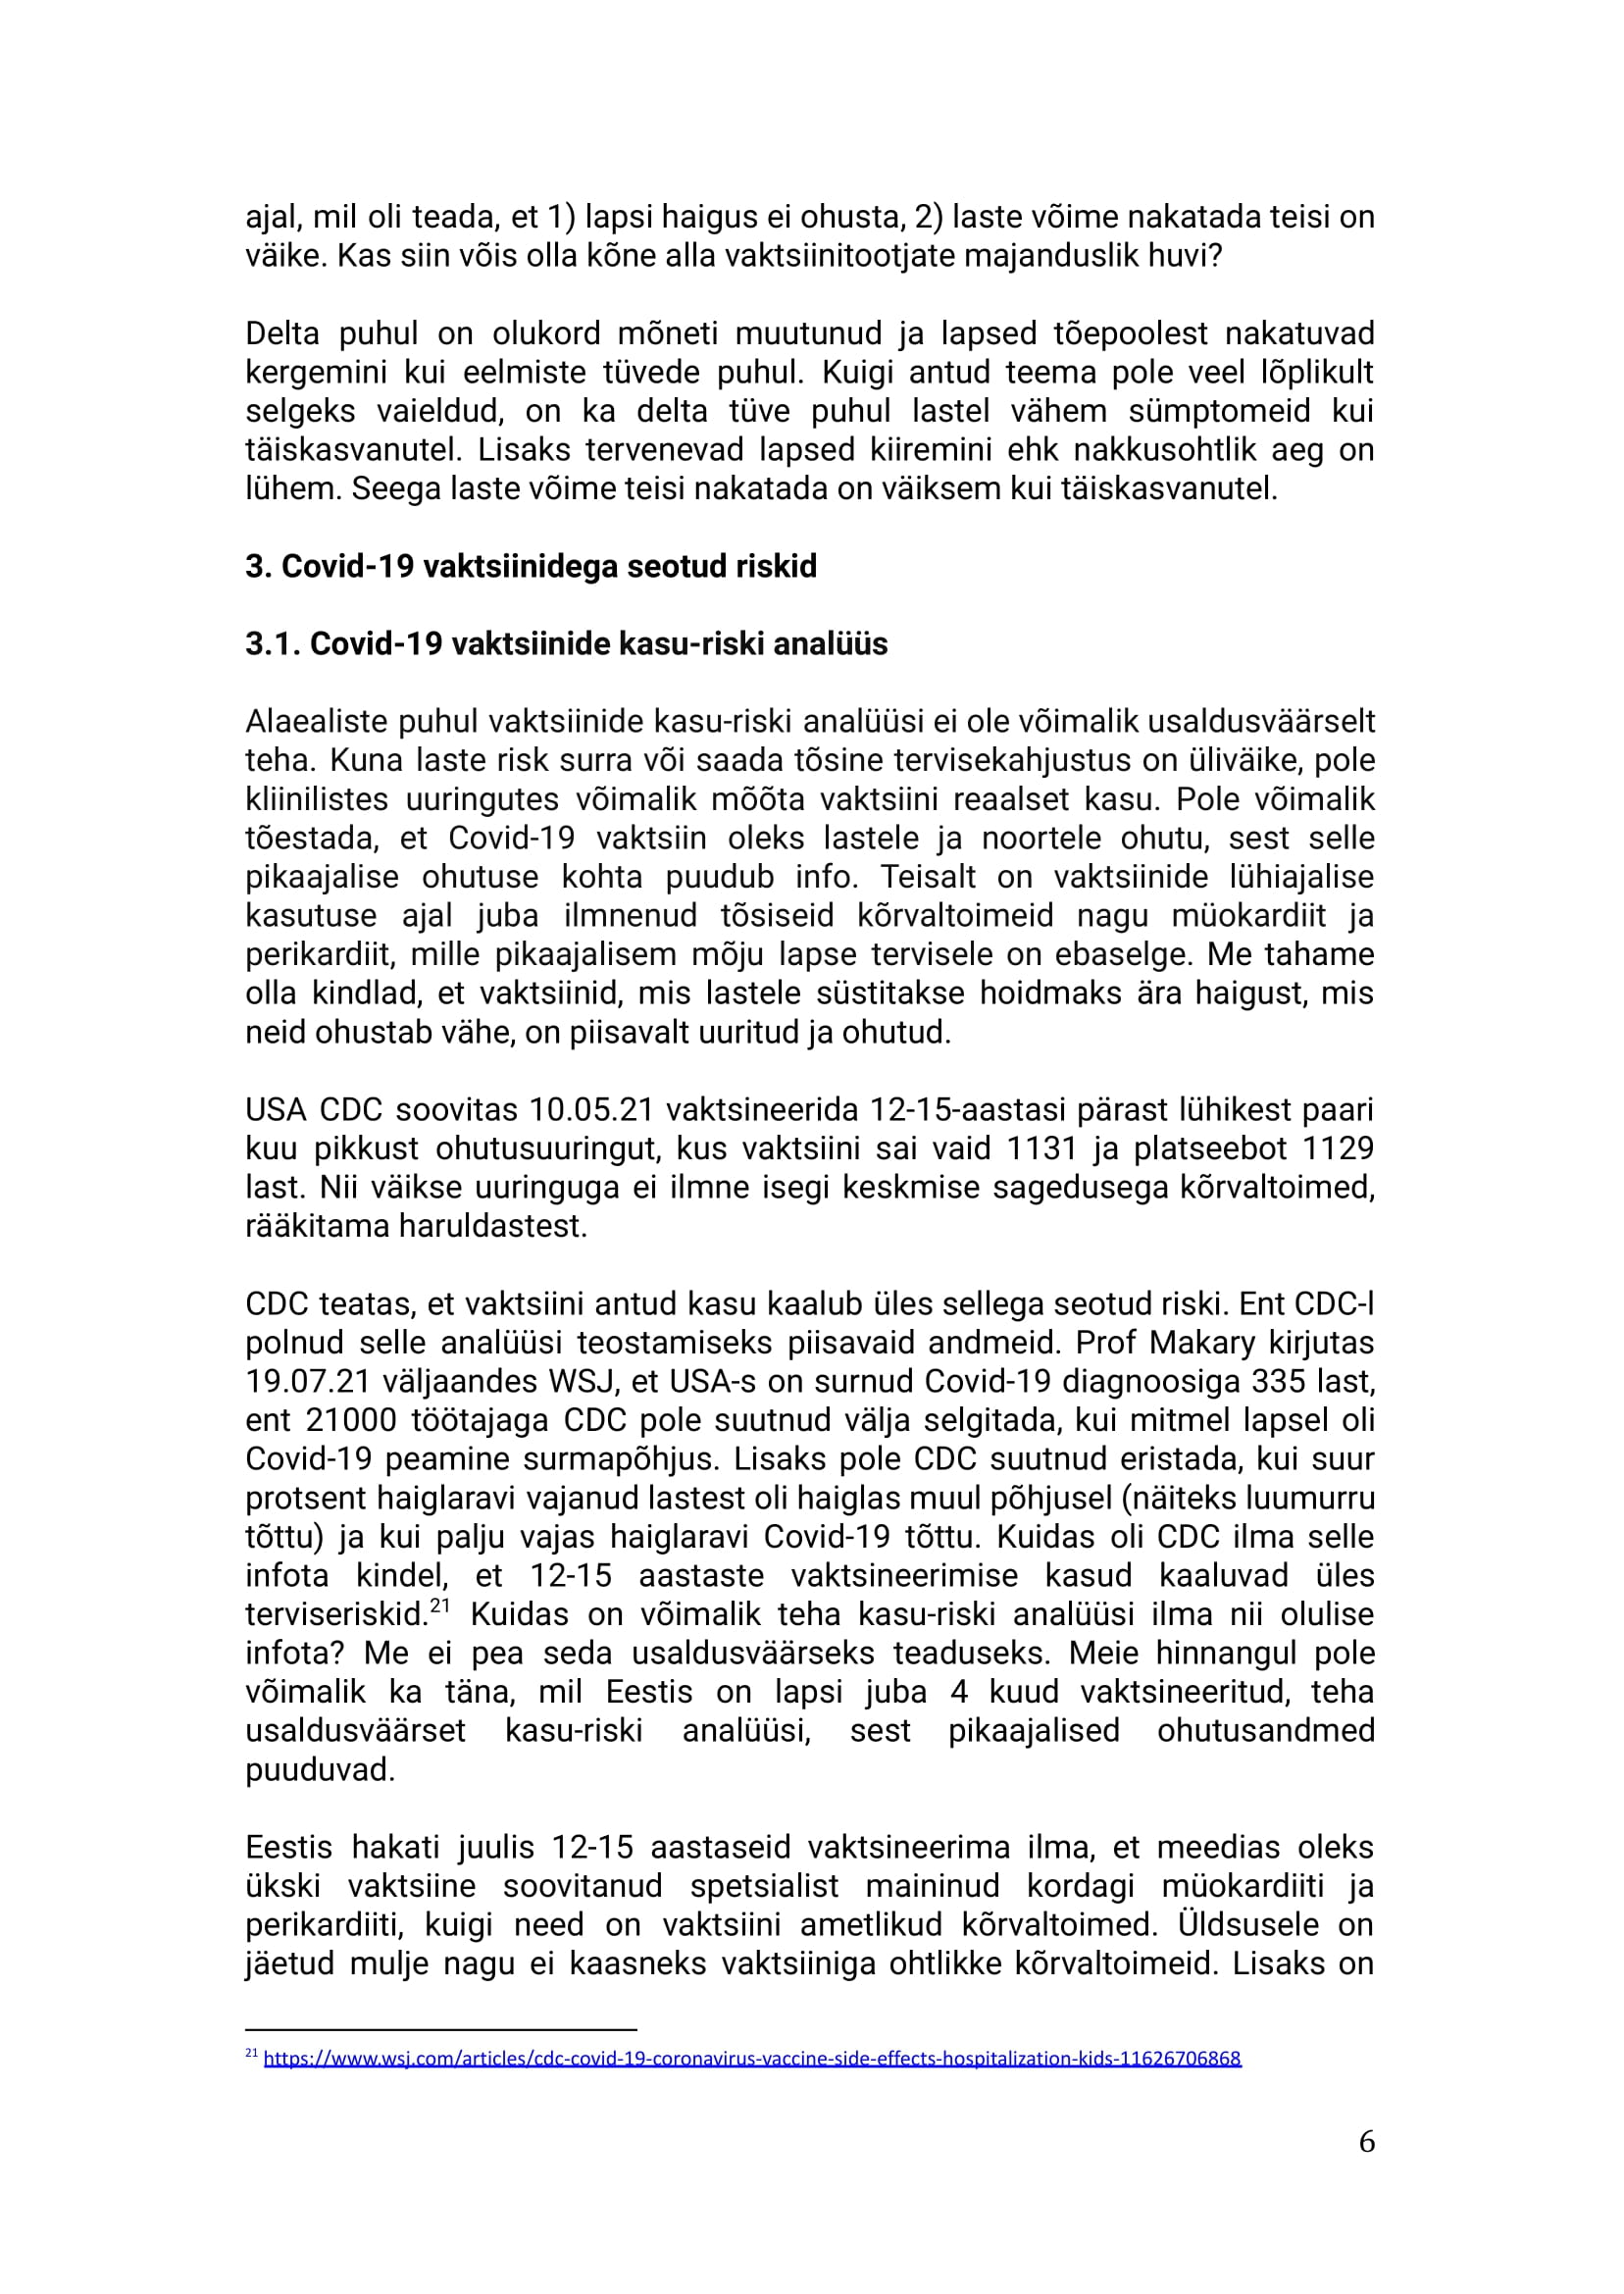 ajal, mil oli teada, et 1) lapsi haigus ei ohusta, 2) laste võime nakatada teisi on
väike. Kas siin võis olla kõne alla vaktsiinitootjate majanduslik huvi?
Delta puhul on olukord mõneti muutunud ja lapsed tõepoolest nakatuvad
kergemini kui eelmiste tüvede puhul. Kuigi antud teema pole veel lõplikult
selgeks vaieldud, on ka delta tüve puhul lastel vähem sümptomeid kui
täiskasvanutel. Lisaks tervenevad lapsed kiiremini ehk nakkusohtlik aeg on
lühem. Seega laste võime teisi nakatada on väiksem kui täiskasvanutel.
3. Covid-19 vaktsiinidega seotud riskid
3.1. Covid-19 vaktsiinide kasu-riski analüüs
Alaealiste puhul vaktsiinide kasu-riski analüüsi ei ole võimalik usaldusväärselt
teha. Kuna laste risk surra või saada tõsine tervisekahjustus on üliväike, pole
kliinilistes uuringutes võimalik mõõta vaktsiini reaalset kasu. Pole võimalik
tõestada, et Covid-19 vaktsiin oleks lastele ja noortele ohutu, sest selle
pikaajalise ohutuse kohta puudub info. Teisalt on vaktsiinide lühiajalise
kasutuse ajal juba ilmnenud tõsiseid kõrvaltoimeid nagu müokardiit ja
perikardiit, mille pikaajalisem mõju lapse tervisele on ebaselge. Me tahame
olla kindlad, et vaktsiinid, mis lastele süstitakse hoidmaks ära haigust, mis
neid ohustab vähe, on piisavalt uuritud ja ohutud.
USA CDC soovitas 10.05.21 vaktsineerida 12-15-aastasi pärast lühikest paari
kuu pikkust ohutusuuringut, kus vaktsiini sai vaid 1131 ja platseebot 1129
last. Nii väikse uuringuga ei ilmne isegi keskmise sagedusega kõrvaltoimed,
rääkitama haruldastest.
CDC teatas, et vaktsiini antud kasu kaalub üles sellega seotud riski. Ent CDC-l
polnud selle analüüsi teostamiseks piisavaid andmeid. Prof Makary kirjutas
19.07.21 väljaandes WSJ, et USA-s on surnud Covid-19 diagnoosiga 335 last,
ent 21000 töötajaga CDC pole suutnud välja selgitada, kui mitmel lapsel oli
Covid-19 peamine surmapõhjus. Lisaks pole CDC suutnud eristada, kui suur
protsent haiglaravi vajanud lastest oli haiglas muul põhjusel (näiteks luumurru
tõttu) ja kui palju vajas haiglaravi Covid-19 tõttu. Kuidas oli CDC ilma selle
infota kindel, et 12-15 aastaste vaktsineerimise kasud kaaluvad üles
terviseriskid.21 Kuidas on võimalik teha kasu-riski analüüsi ilma nii olulise
infota? Me ei pea seda usaldusväärseks teaduseks. Meie hinnangul pole
võimalik ka täna, mil Eestis on lapsi juba 4 kuud vaktsineeritud, teha
usaldusväärset kasu-riski analüüsi, sest pikaajalised ohutusandmed
puuduvad.
Eestis hakati juulis 12-15 aastaseid vaktsineerima ilma, et meedias oleks
ükski vaktsiine soovitanud spetsialist maininud kordagi müokardiiti ja
perikardiiti, kuigi need on vaktsiini ametlikud kõrvaltoimed. Üldsusele on
jäetud mulje nagu ei kaasneks vaktsiiniga ohtlikke kõrvaltoimeid. Lisaks on
21 https://www.wsj.com/articles/cdc-covid-19-coronavirus-vaccine-side-effects-hospitalization-kids-11626706868
6